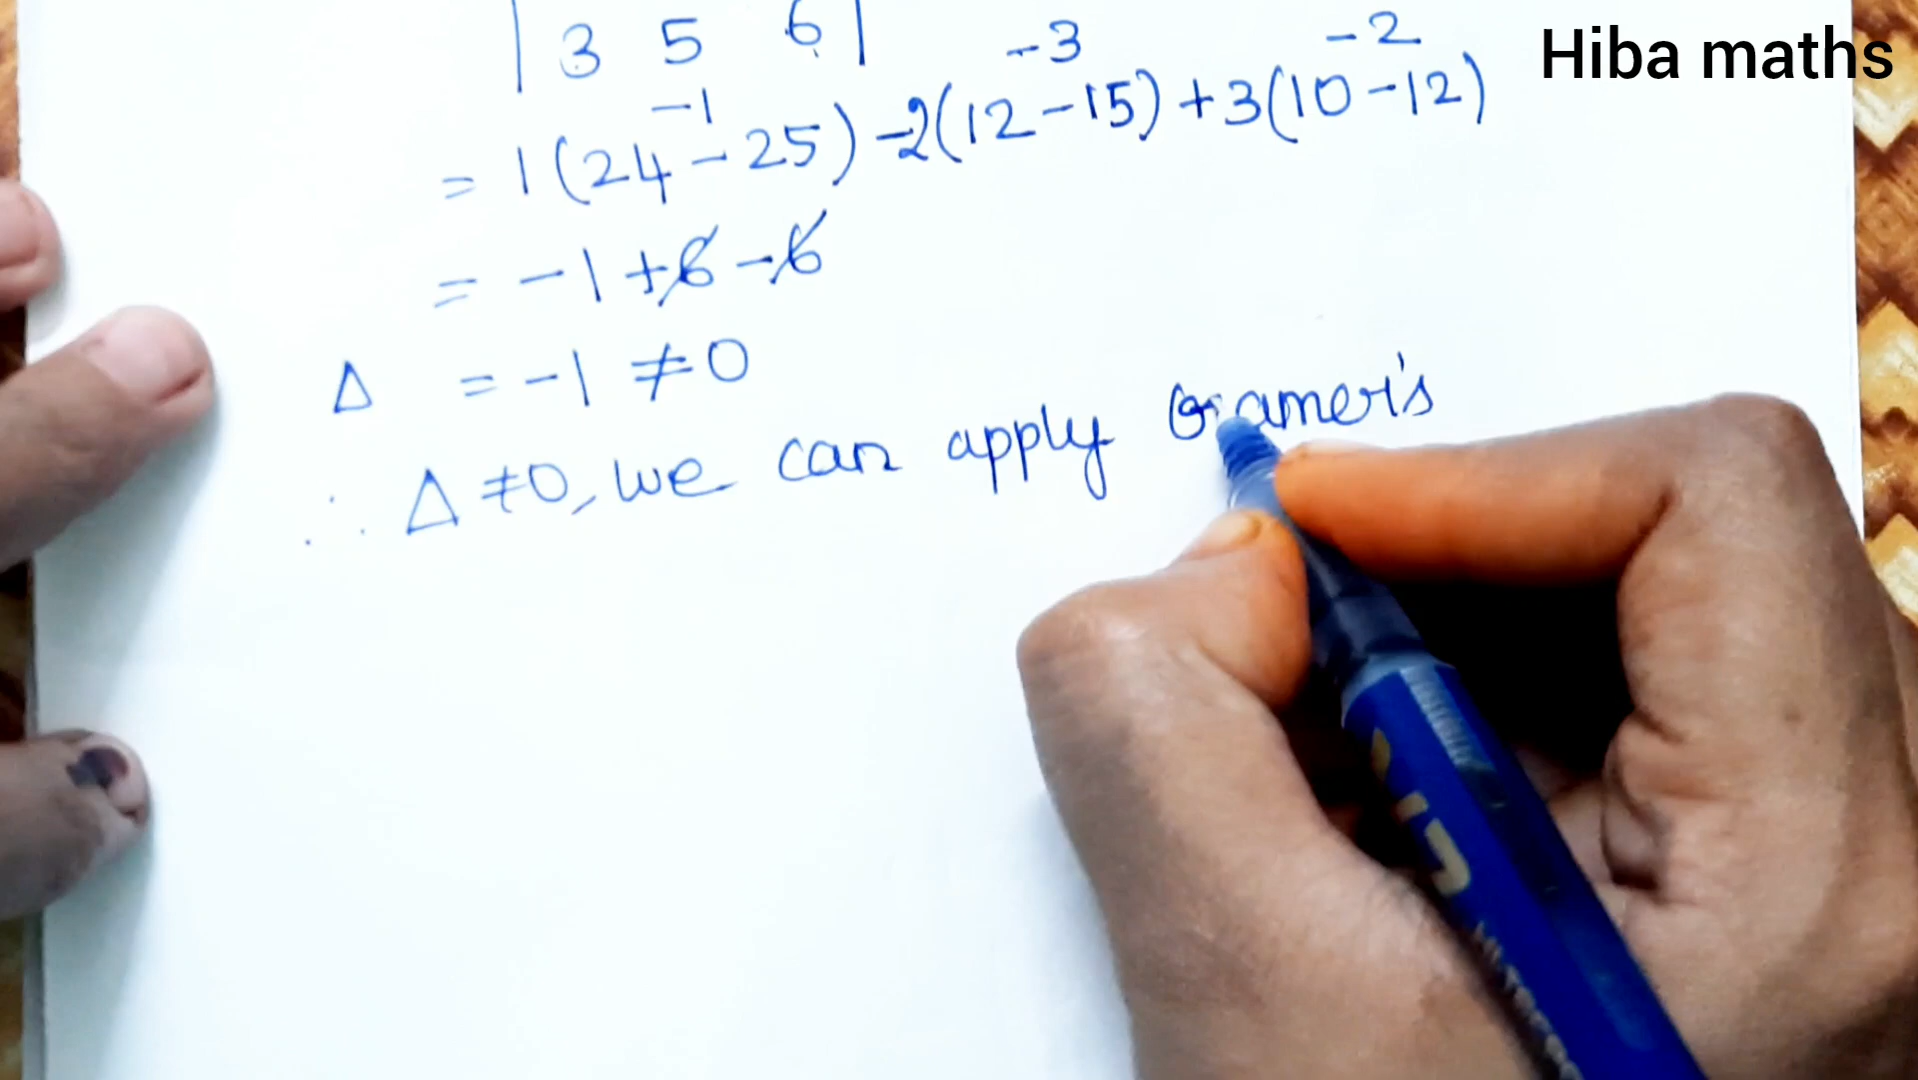 Hiba maths
| 3 5 6 |
-1 -3 -2
= 1(24-25) -2(12-15) +3(10-12)
= -1 +6 -6
Δ = -1 ≠ 0
∴ Δ ≠ 0, we can apply Cramer's